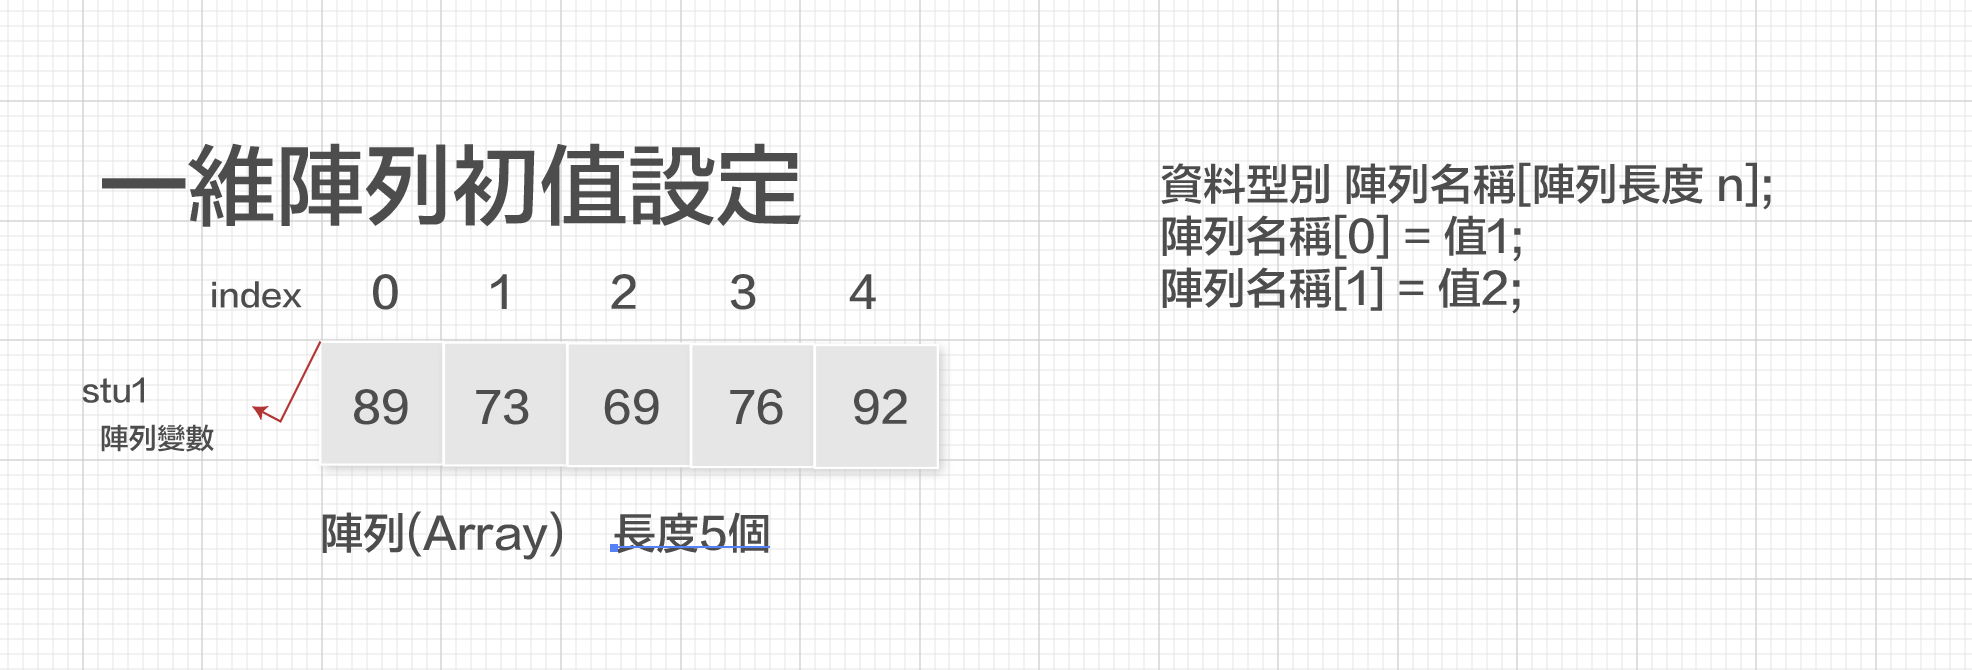 一維陣列初值設定
index 0 1 2 3 4
stu1
陣列變數
89 73 69 76 92
陣列(Array) 長度5個
資料型別 陣列名稱[陣列長度 n];
陣列名稱[0] = 值1;
陣列名稱[1] = 值2;